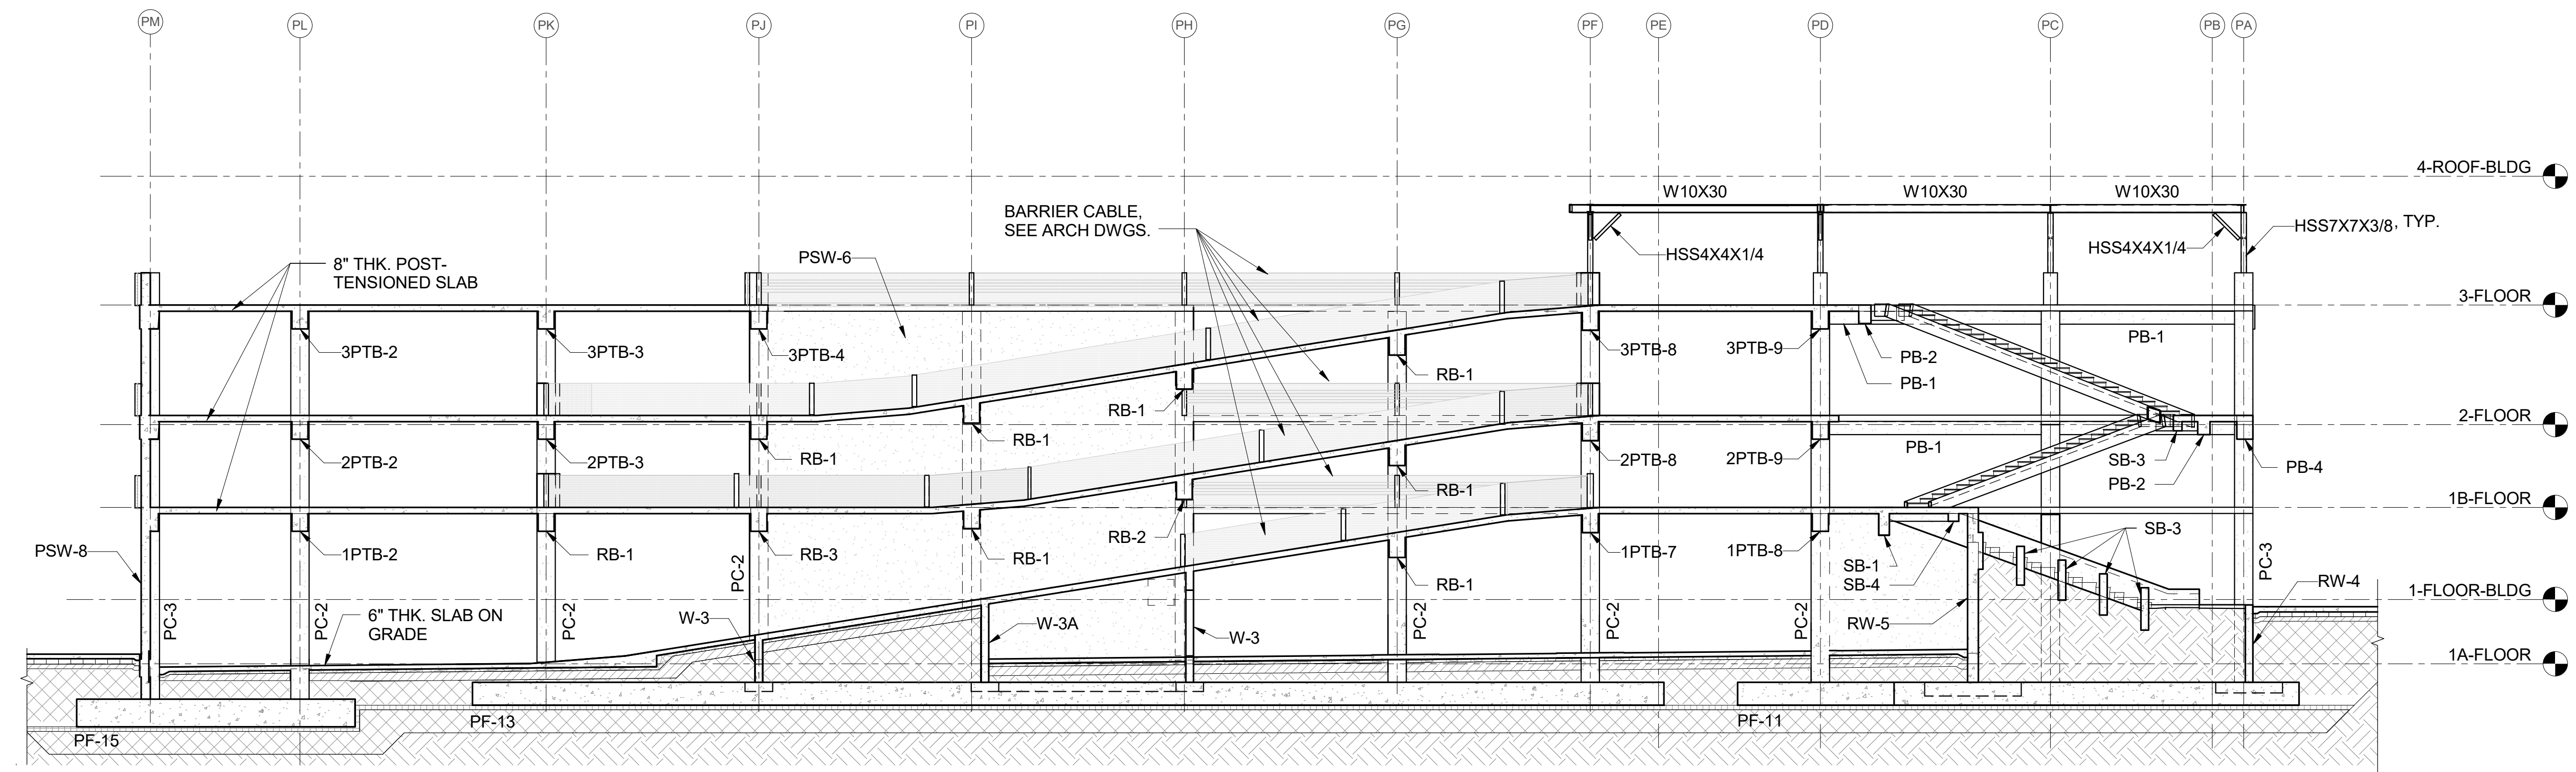 PM PL PK PJ PI PH PG PF PE PD PC PB PA
4-ROOF-BLDG
W10X30 W10X30 W10X30
BARRIER CABLE,
SEE ARCH DWGS.
HSS7X7X3/8, TYP.
HSS4X4X1/4
HSS4X4X1/4
PSW-6
8" THK. POST-
TENSIONED SLAB
3-FLOOR
3PTB-2
3PTB-3
3PTB-4
3PTB-8
3PTB-9
PB-1
PB-2
PB-1
RB-1
RB-1
RB-1
2-FLOOR
2PTB-2
2PTB-3
RB-1
RB-1
2PTB-8
2PTB-9
PB-1
SB-3
PB-2
PB-4
1B-FLOOR
PSW-8
1PTB-2
RB-1
RB-3
RB-1
RB-2
RB-1
1PTB-7
1PTB-8
SB-1
SB-4
SB-3
PC-2
PC-3
RW-4
1-FLOOR-BLDG
PC-3
PC-2
6" THK. SLAB ON
GRADE
PC-2
W-3
W-3A
W-3
PC-2
PC-2
PC-2
RW-5
1A-FLOOR
PF-15
PF-13
PF-11